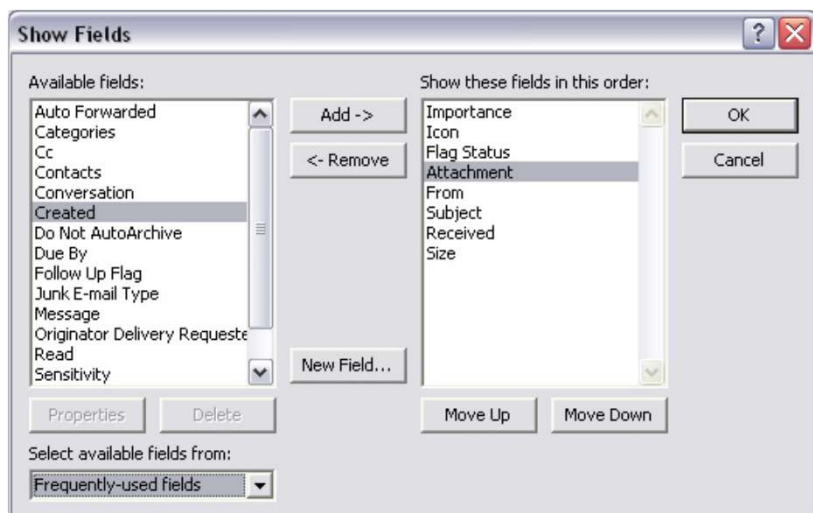 Show Fields
Available fields:
Auto Forwarded
Categories
Cc
Contacts
Conversation
Created
Do Not AutoArchive
Due By
Follow Up Flag
Junk E-mail Type
Message
Originator Delivery Requeste
Read
Sensitivity
Properties
Delete
Select available fields from:
Frequently-used fields
Add ->
<- Remove
New Field...
Show these fields in this order:
Importance
Icon
Flag Status
Attachment
From
Subject
Received
Size
Move Up
Move Down
OK
Cancel